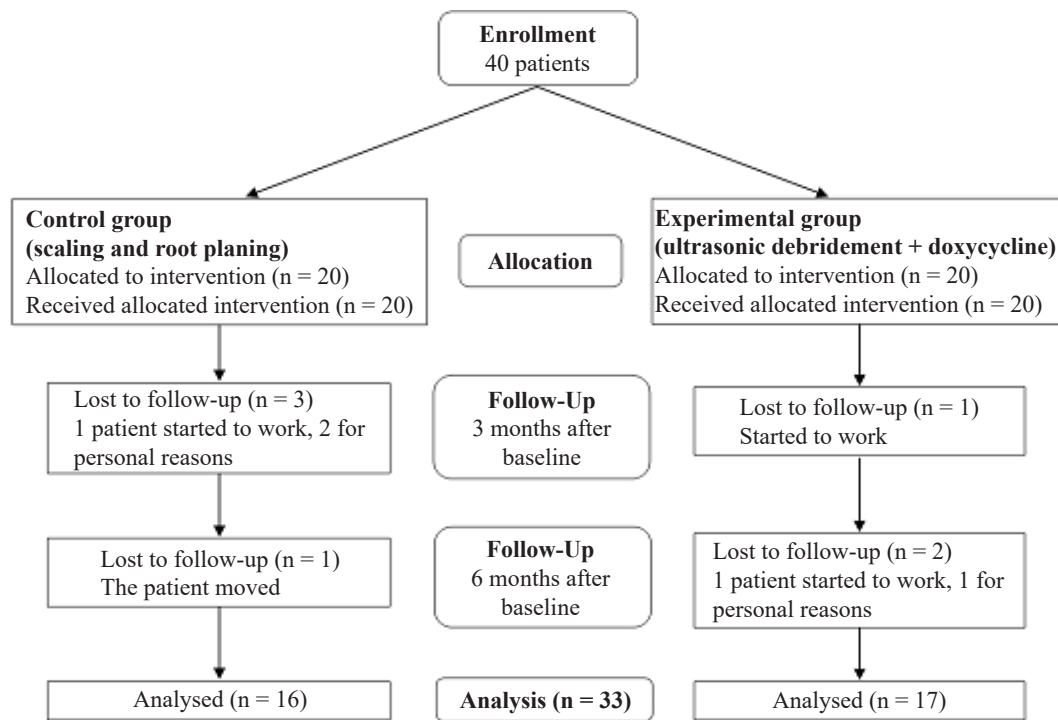 Enrollment
40 patients
Control group
(scaling and root planing)
Allocated to intervention (n = 20)
Received allocated intervention (n = 20)
Allocation
Experimental group
(ultrasonic debridement + doxycycline)
Allocated to intervention (n = 20)
Received allocated intervention (n = 20)
Lost to follow-up (n = 3)
1 patient started to work, 2 for
personal reasons
Follow-Up
3 months after
baseline
Lost to follow-up (n = 1)
Started to work
Lost to follow-up (n = 1)
The patient moved
Follow-Up
6 months after
baseline
Lost to follow-up (n = 2)
1 patient started to work, 1 for
personal reasons
Analysed (n = 16)
Analysis (n = 33)
Analysed (n = 17)